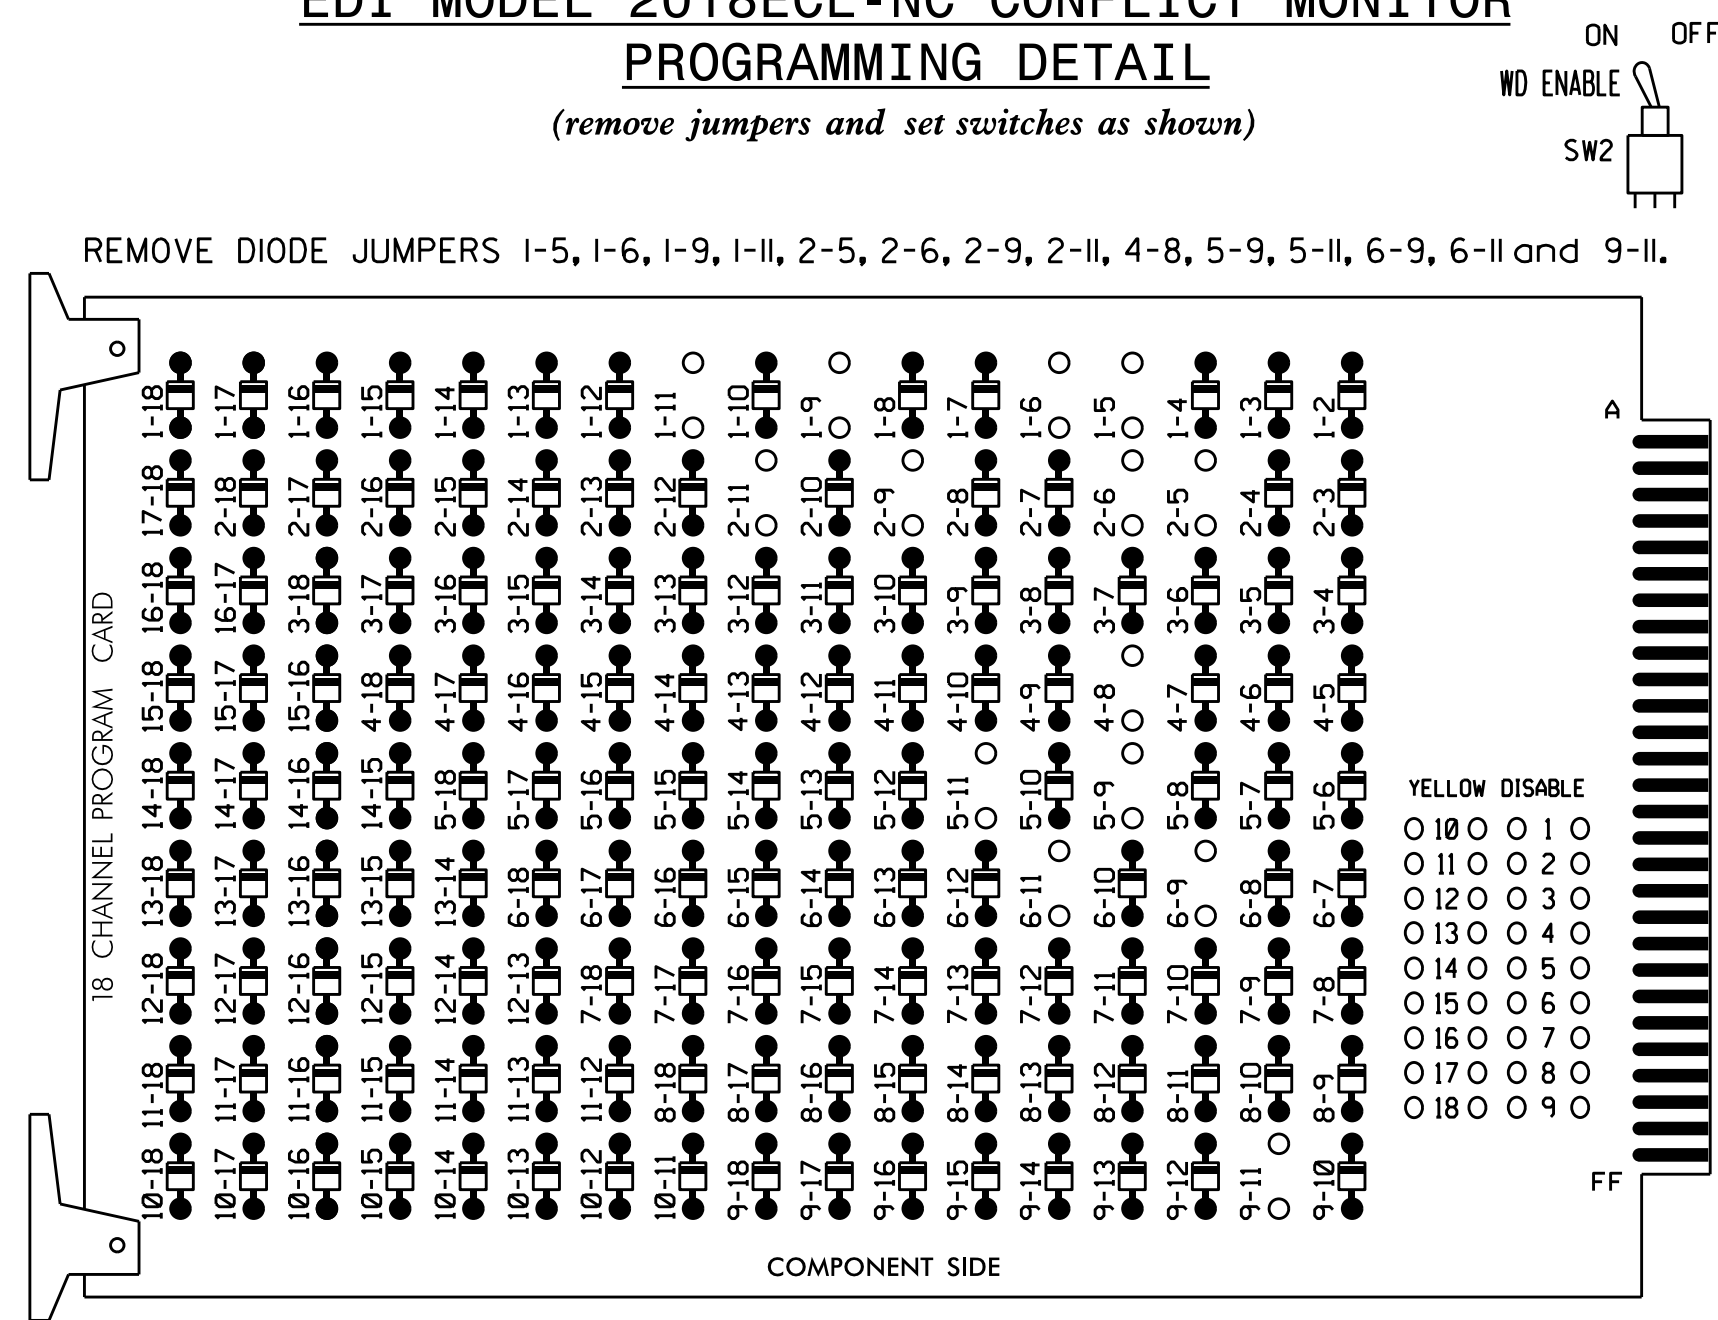 EDI MODEL 2018ECL-NC CONFLICT MONITOR
PROGRAMMING DETAIL
(remove jumpers and set switches as shown)
ON OFF
WD ENABLE
SW2
REMOVE DIODE JUMPERS 1-5, 1-6, 1-9, 1-11, 2-5, 2-6, 2-9, 2-11, 4-8, 5-9, 5-11, 6-9, 6-11 and 9-11.
1-18 1-17 1-16 1-15 1-14 1-13 1-12 1-11 1-10 1-9 1-8 1-7 1-6 1-5 1-4 1-3 1-2
17-18 2-18 2-17 2-16 2-15 2-14 2-13 2-12 2-11 2-10 2-9 2-8 2-7 2-6 2-5 2-4 2-3
16-18 16-17 3-18 3-17 3-16 3-15 3-14 3-13 3-12 3-11 3-10 3-9 3-8 3-7 3-6 3-5 3-4
15-18 15-17 15-16 4-18 4-17 4-16 4-15 4-14 4-13 4-12 4-11 4-10 4-9 4-8 4-7 4-6 4-5
14-18 14-17 14-16 14-15 5-18 5-17 5-16 5-15 5-14 5-13 5-12 5-11 5-10 5-9 5-8 5-7 5-6
13-18 13-17 13-16 13-15 13-14 6-18 6-17 6-16 6-15 6-14 6-13 6-12 6-11 6-10 6-9 6-8 6-7
12-18 12-17 12-16 12-15 12-14 12-13 7-18 7-17 7-16 7-15 7-14 7-13 7-12 7-11 7-10 7-9 7-8
11-18 11-17 11-16 11-15 11-14 11-13 11-12 8-18 8-17 8-16 8-15 8-14 8-13 8-12 8-11 8-10 8-9
10-18 10-17 10-16 10-15 10-14 10-13 10-12 10-11 9-18 9-17 9-16 9-15 9-14 9-13 9-12 9-11 9-10
18 CHANNEL PROGRAM CARD
A
YELLOW DISABLE
10 1
11 2
12 3
13 4
14 5
15 6
16 7
17 8
18 9
FF
COMPONENT SIDE